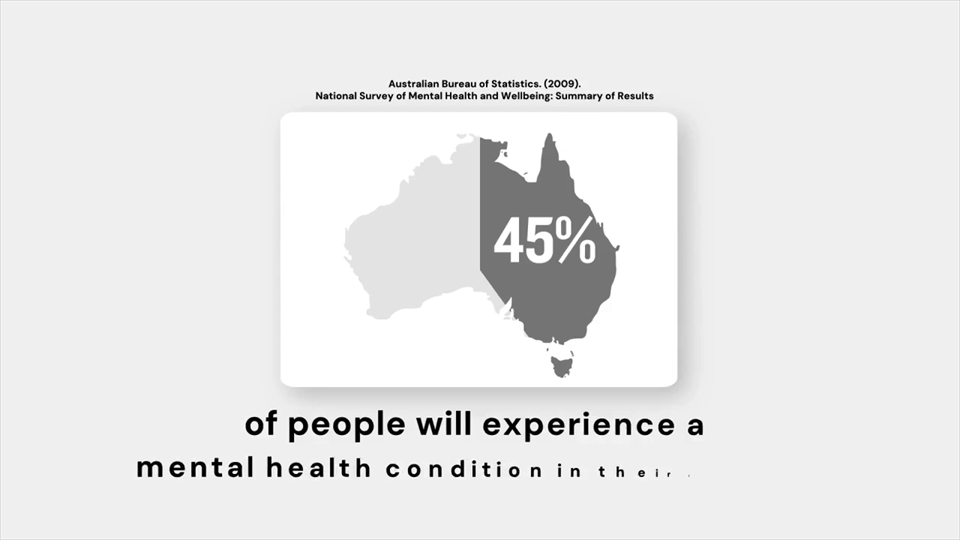 Australian Bureau of Statistics. (2009).
National Survey of Mental Health and Wellbeing: Summary of Results
45%
of people will experience a
mental health condition in their